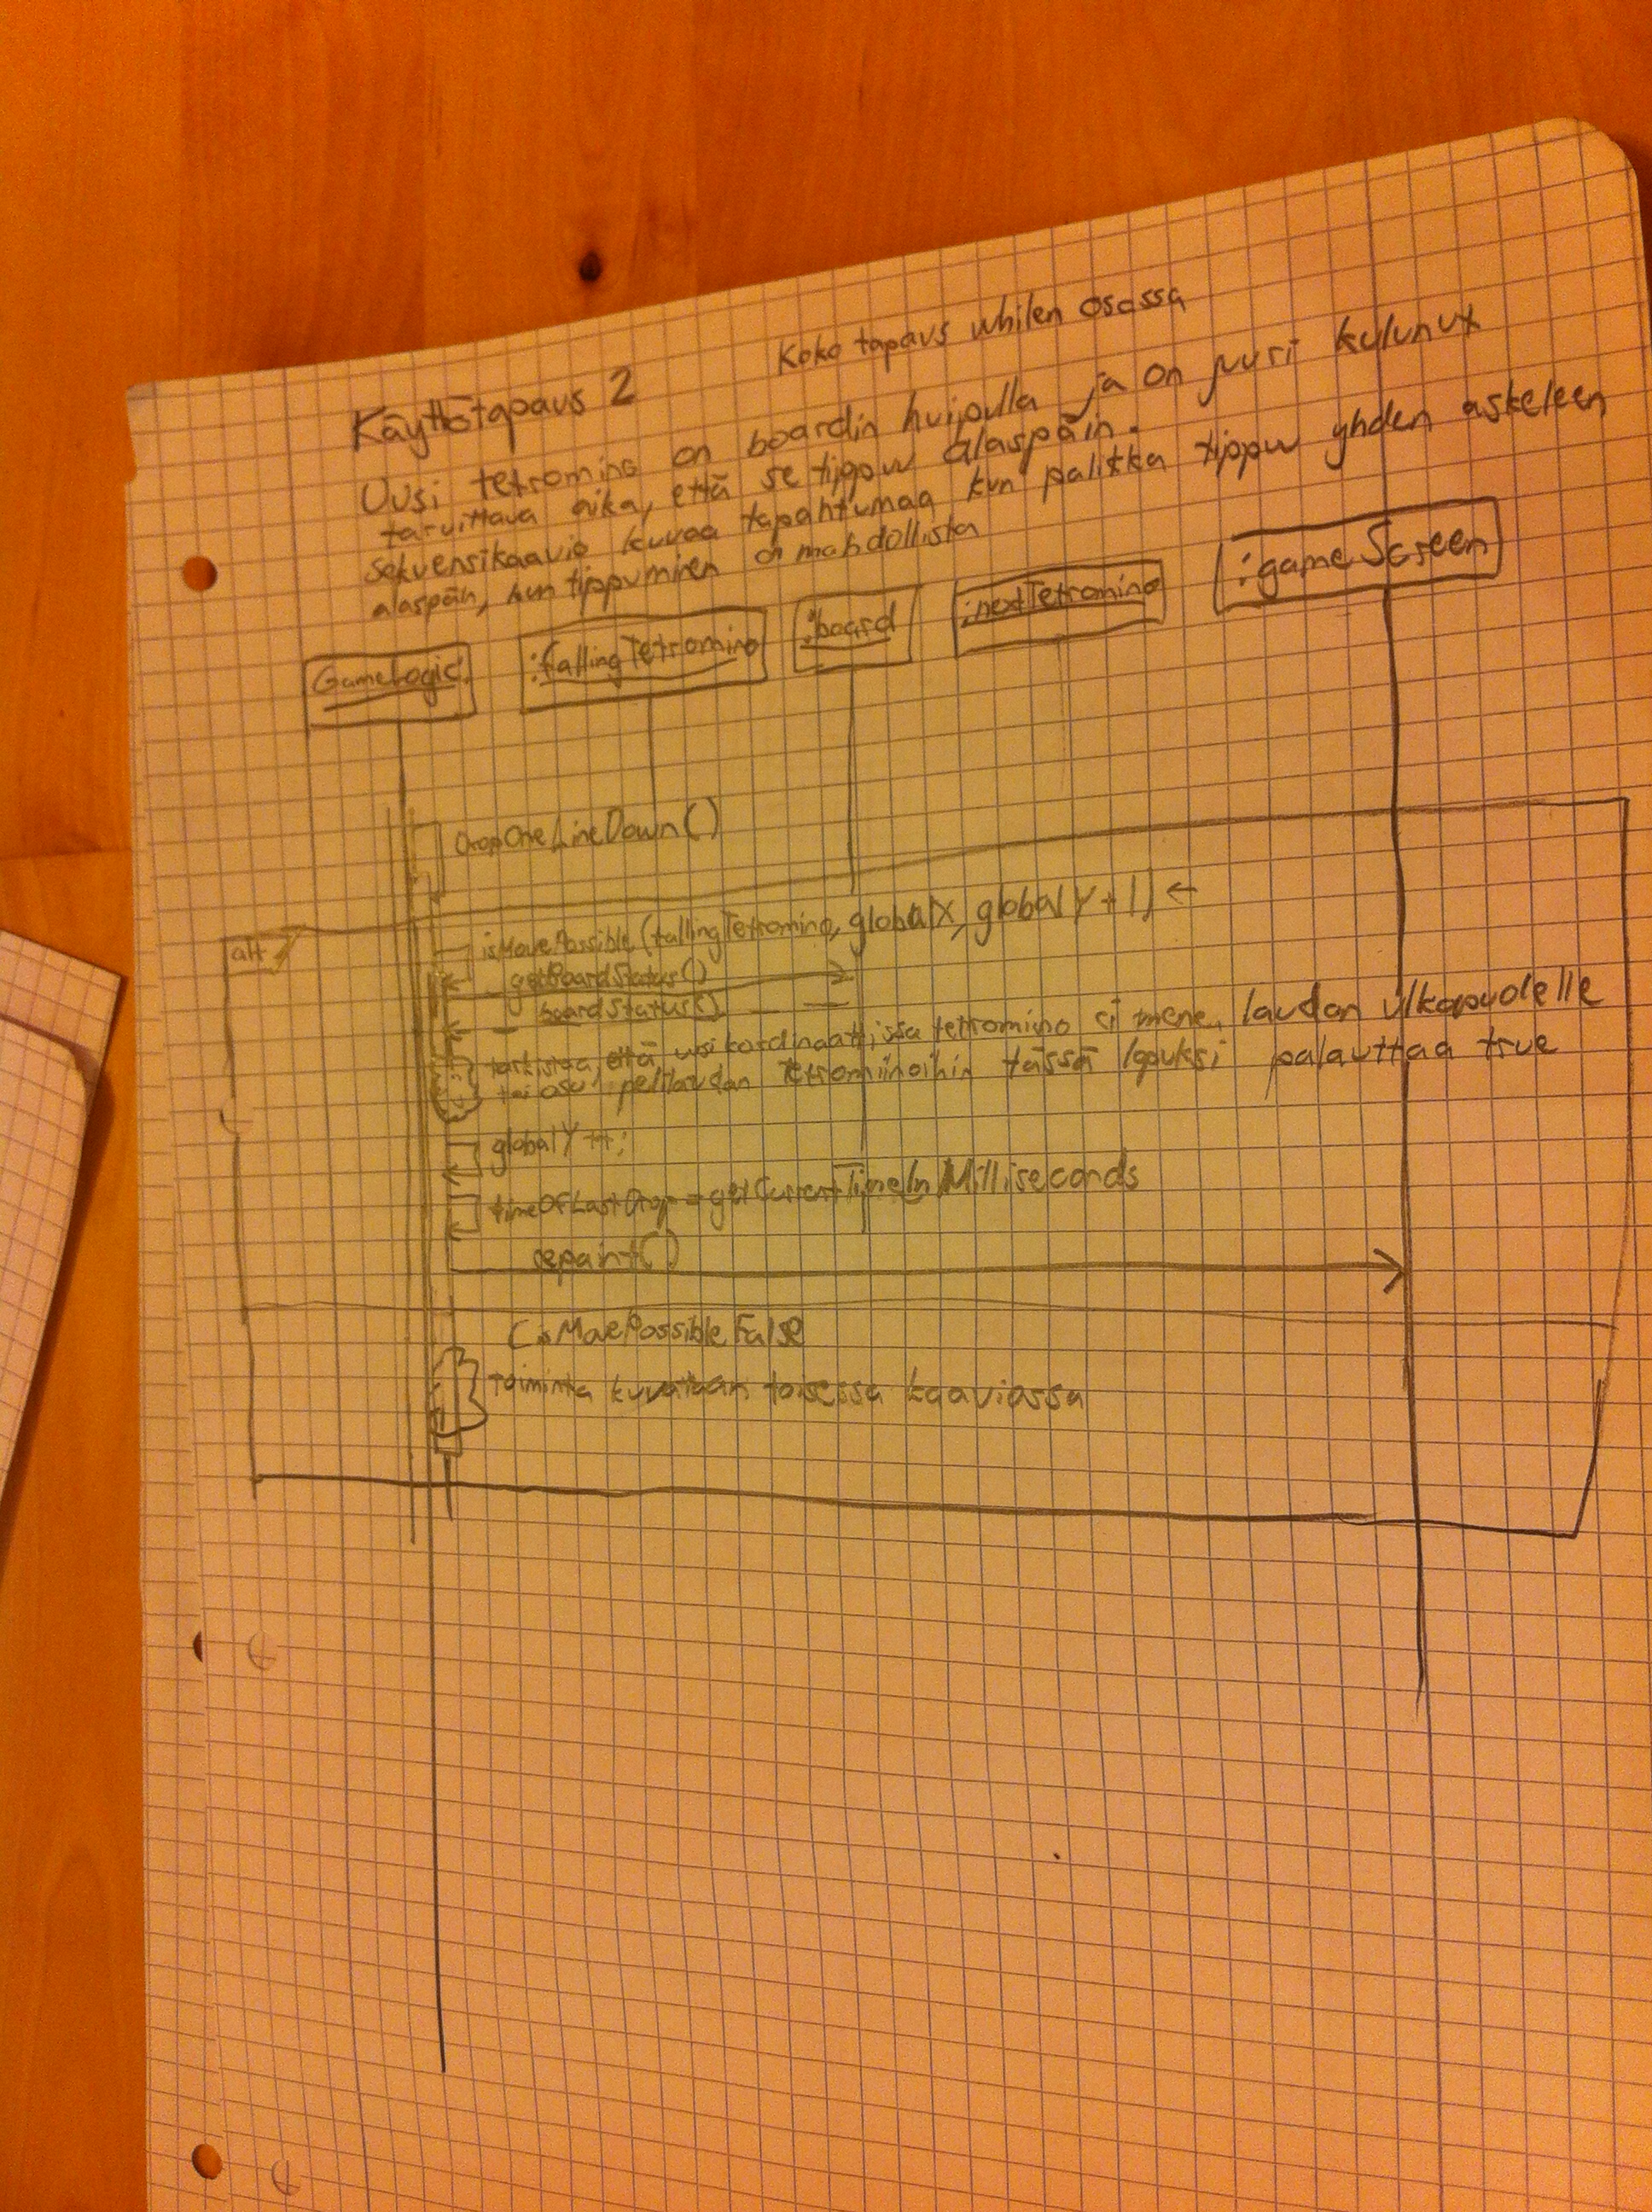 Käyttötapaus 2
Koko tapaus whilen osassa
Uusi tetromino on boardin huipulla ja on juuri kulunut
tarvittava aika, että se tippuu alaspäin.
sekvensikaavio kuvaa tapahtumaa kun palikka tippuu yhden askeleen
alaspäin, kun tippuminen on mahdollista
GameLogic:
:fallingTetromino
:board
:nextTetromino
:gameScreen
DropOneLineDown()
alt
isMovePossible(fallingTetromino, globalX, globalY+1) ←
getBoardStatus()
boardStatus()
tarkistaa, että uusi kordinaatissa tetromino ei mene laudan ulkopuolelle
tai osu pelilaudan tetrominoihin tässä lopuksi palauttaa true
globalY++;
timeOfLastDrop = getCurrentTimeInMilliseconds
repaint()
(isMovePossible False
Toiminta kuvataan toisessa kaaviossa